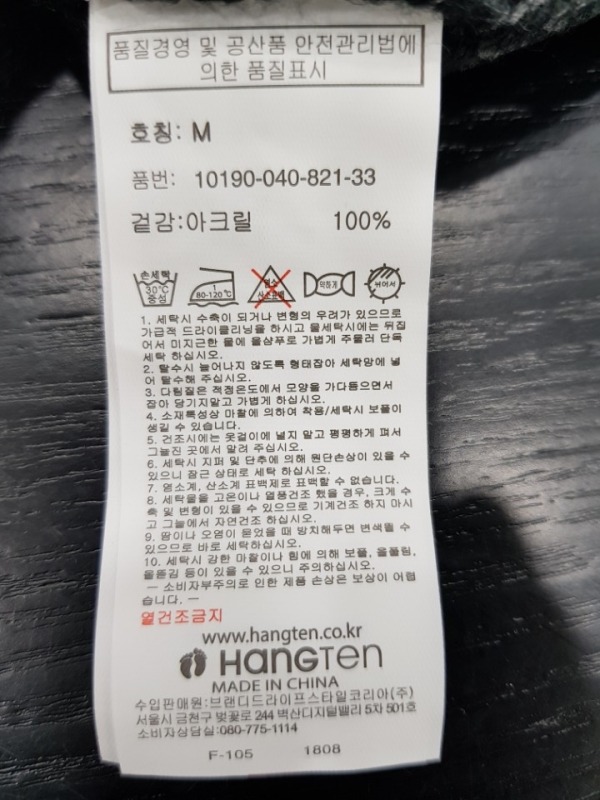 품질경영 및 공산품 안전관리법에
의한 품질표시
호칭: M
품번: 10190-040-821-33
겉감:아크릴 100%
손세탁
30℃
중성
1
80-120℃
염소
산소표백
약하게
뉘어서
1. 세탁시 수축이 되거나 변형의 우려가 있으므로
가급적 드라이클리닝을 하시고 물세탁시에는 뒤집
어서 미지근한 물에 울샴푸로 가볍게 주물러 단독
세탁 하십시오.
2. 탈수시 늘어나지 않도록 형태잡아 세탁망에 넣
어 탈수해 주십시오.
3. 다림질은 적정온도에서 모양을 가다듬으면서
잡아 당기지말고 가볍게 하십시오.
4. 소재특성상 마찰에 의하여 착용/세탁시 보풀이
생길 수 있습니다.
5. 건조시에는 옷걸이에 널지 말고 평평하게 펴서
그늘진 곳에서 말려 주십시오.
6. 세탁시 지퍼 및 단추에 의해 원단손상이 있을 수
있으니 잠근 상태로 세탁 하십시오.
7. 염소계, 산소계 표백제로 표백할 수 없습니다.
8. 세탁물을 고온이나 열풍건조 했을 경우, 크게 수
축 및 변형이 있을 수 있으므로 기계건조 하지 마시
고 그늘에서 자연건조 하십시오.
9. 땀이나 오염이 묻었을 때 방치해두면 변색될 수
있으므로 바로 세탁하십시오.
10. 세탁시 강한 마찰이나 힘에 의해 보풀, 올풀림,
올뜯김 등이 있을 수 있으니 주의하십시오.
— 소비자부주의로 인한 제품 손상은 보상이 어렵
습니다. —
열건조금지
www.hangten.co.kr
HANGTEN
MADE IN CHINA
수입판매원:브랜디드라이프스타일코리아(주)
서울시 금천구 벚꽃로 244 벽산디지털밸리 5차 501호
소비자상담실:080-775-1114
F-105 1808